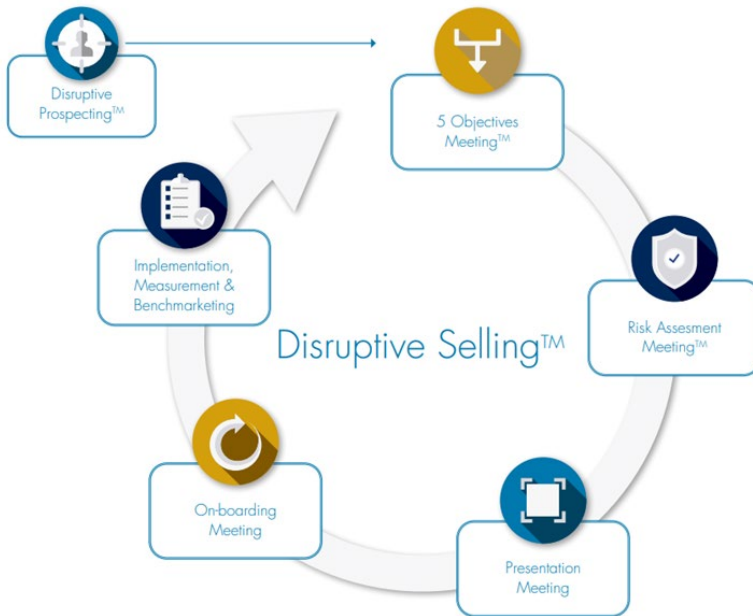 Disruptive
Prospecting™
5 Objectives
Meeting™
Risk Assesment
Meeting™
Presentation
Meeting
On-boarding
Meeting
Implementation,
Measurement &
Benchmarketing
Disruptive Selling™